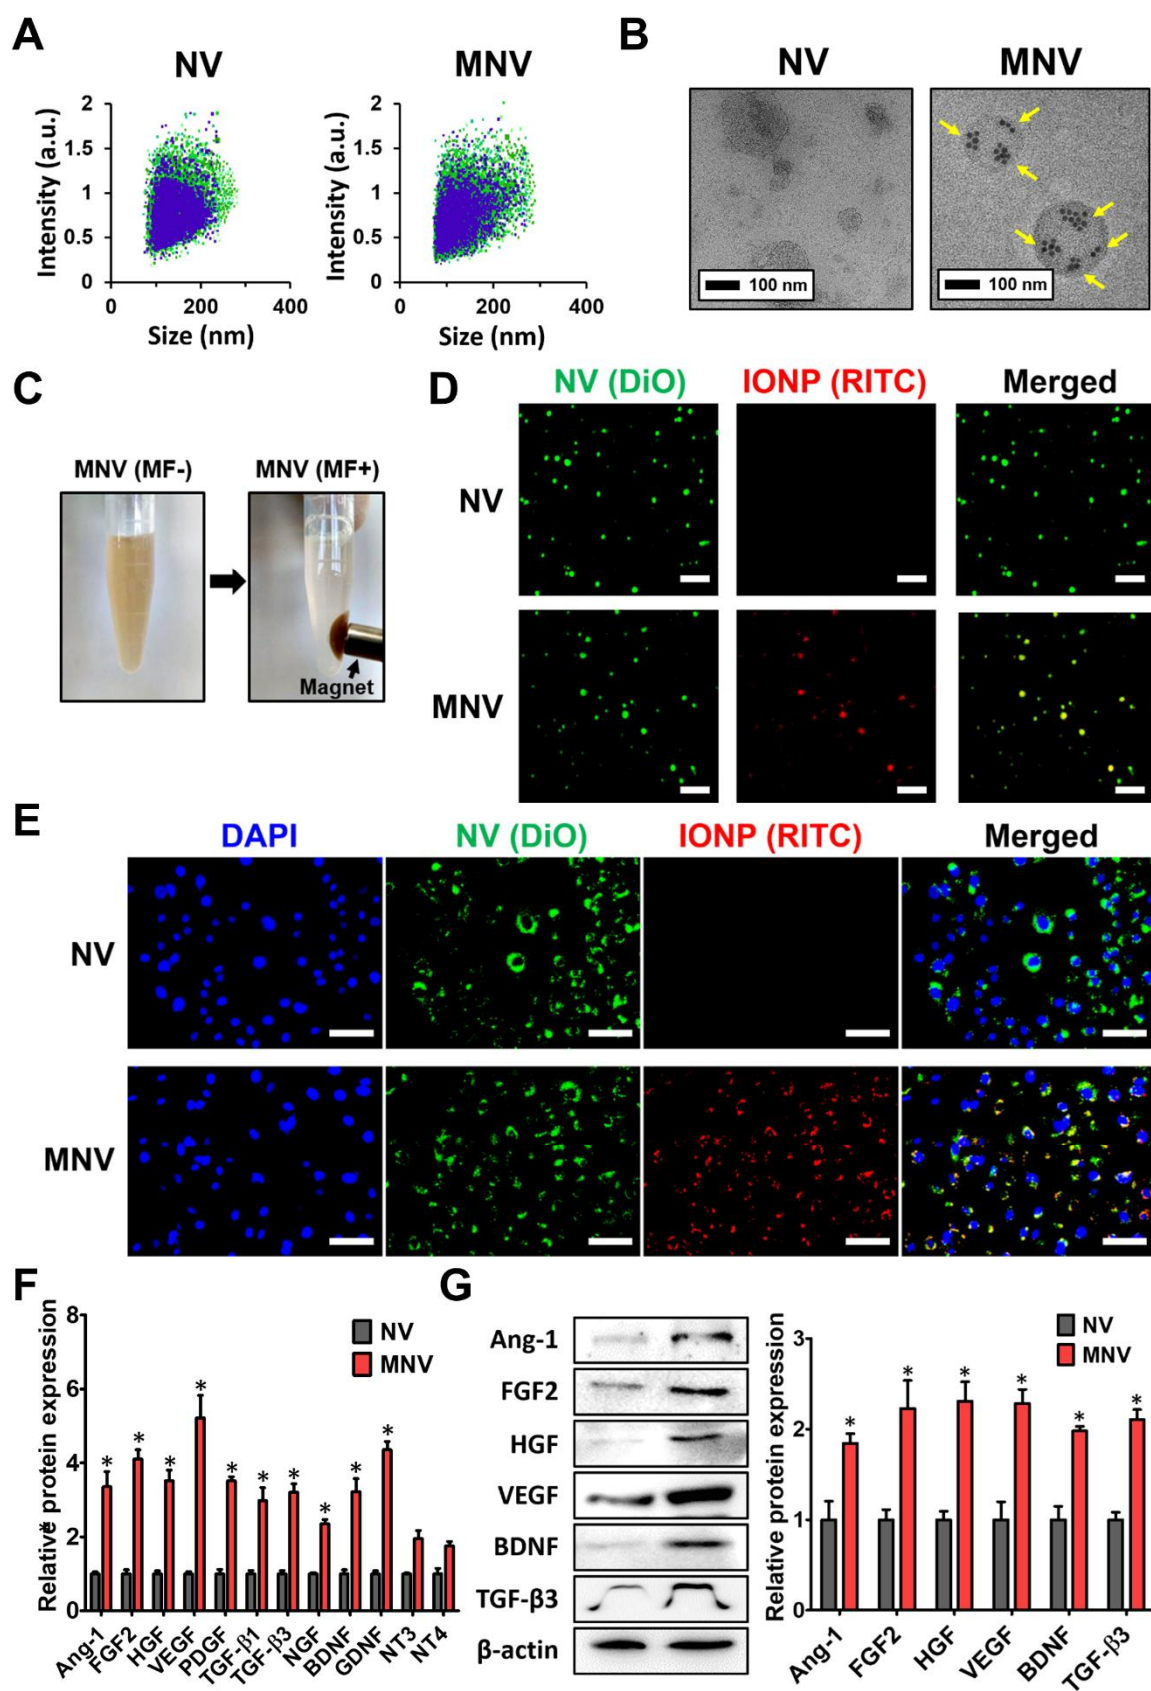 A
NV
MNV
Intensity (a.u.)
2
1.5
1
0.5
0
0
200
400
Size (nm)
Intensity (a.u.)
2
1.5
1
0.5
0
0
200
400
Size (nm)
B
NV
MNV
100 nm
100 nm
C
MNV (MF-)
MNV (MF+)
Magnet
D
NV (DiO)
IONP (RITC)
Merged
NV
MNV
E
DAPI
NV (DiO)
IONP (RITC)
Merged
NV
MNV
F
Relative protein expression
8
6
4
2
0
NV
MNV
* * * * * * * * * *
Ang-1
FGF2
HGF
VEGF
PDGF
TGF-β1
TGF-β3
NGF
BDNF
GDNF
NT3
NT4
G
Ang-1
FGF2
HGF
VEGF
BDNF
TGF-β3
β-actin
Relative protein expression
3
2
1
0
NV
MNV
* * * * * *
Ang-1
FGF2
HGF
VEGF
BDNF
TGF-β3